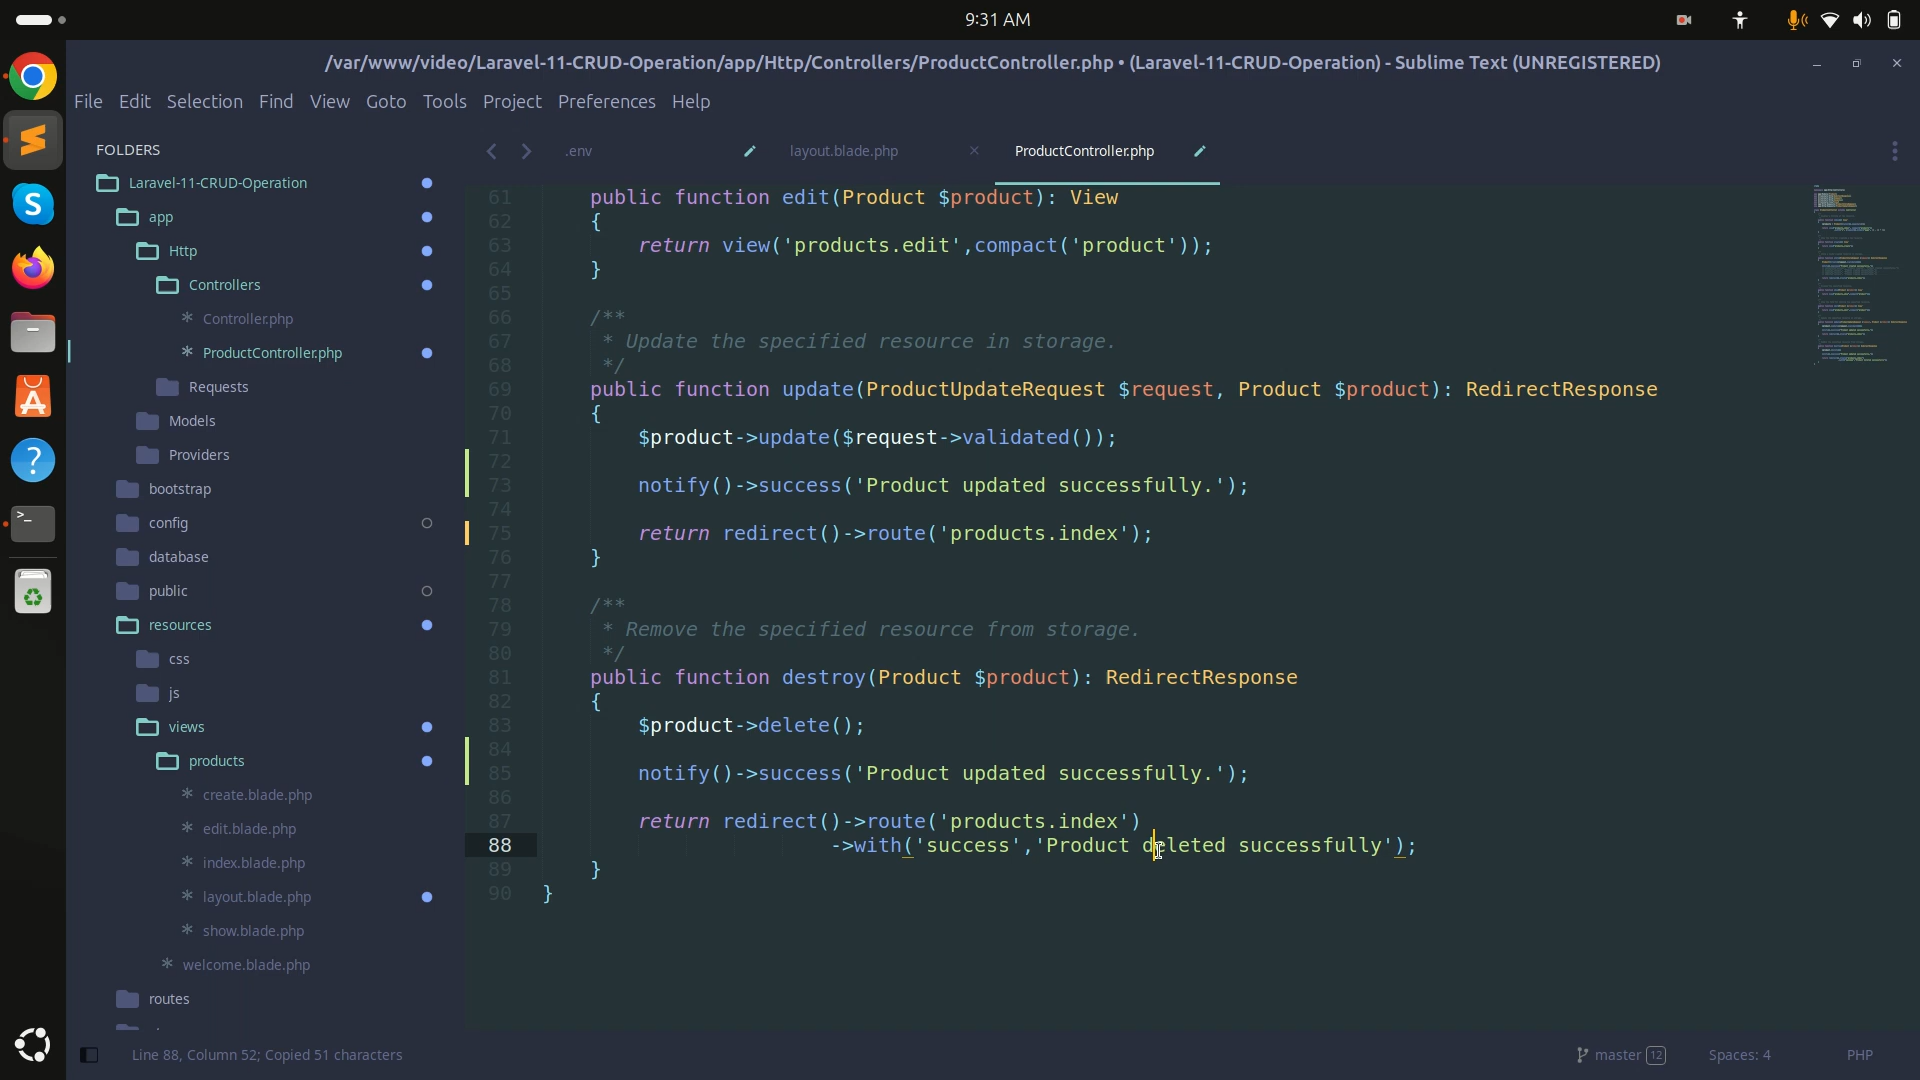 9:31 AM
/var/www/video/Laravel-11-CRUD-Operation/app/Http/Controllers/ProductController.php • (Laravel-11-CRUD-Operation) - Sublime Text (UNREGISTERED)
File Edit Selection Find View Goto Tools Project Preferences Help
FOLDERS
Laravel-11-CRUD-Operation
app
Http
Controllers
Controller.php
ProductController.php
Requests
Models
Providers
bootstrap
config
database
public
resources
css
js
views
products
create.blade.php
edit.blade.php
index.blade.php
layout.blade.php
show.blade.php
welcome.blade.php
routes
.env layout.blade.php ProductController.php
61     public function edit(Product $product): View
62     {
63         return view('products.edit',compact('product'));
64     }
65
66     /**
67      * Update the specified resource in storage.
68      */
69     public function update(ProductUpdateRequest $request, Product $product): RedirectResponse
70     {
71         $product->update($request->validated());
72
73         notify()->success('Product updated successfully.');
74
75         return redirect()->route('products.index');
76     }
77
78     /**
79      * Remove the specified resource from storage.
80      */
81     public function destroy(Product $product): RedirectResponse
82     {
83         $product->delete();
84
85         notify()->success('Product updated successfully.');
86
87         return redirect()->route('products.index')
88                         ->with('success','Product deleted successfully');
89     }
90 }
Line 88, Column 52; Copied 51 characters
master 12 Spaces: 4 PHP